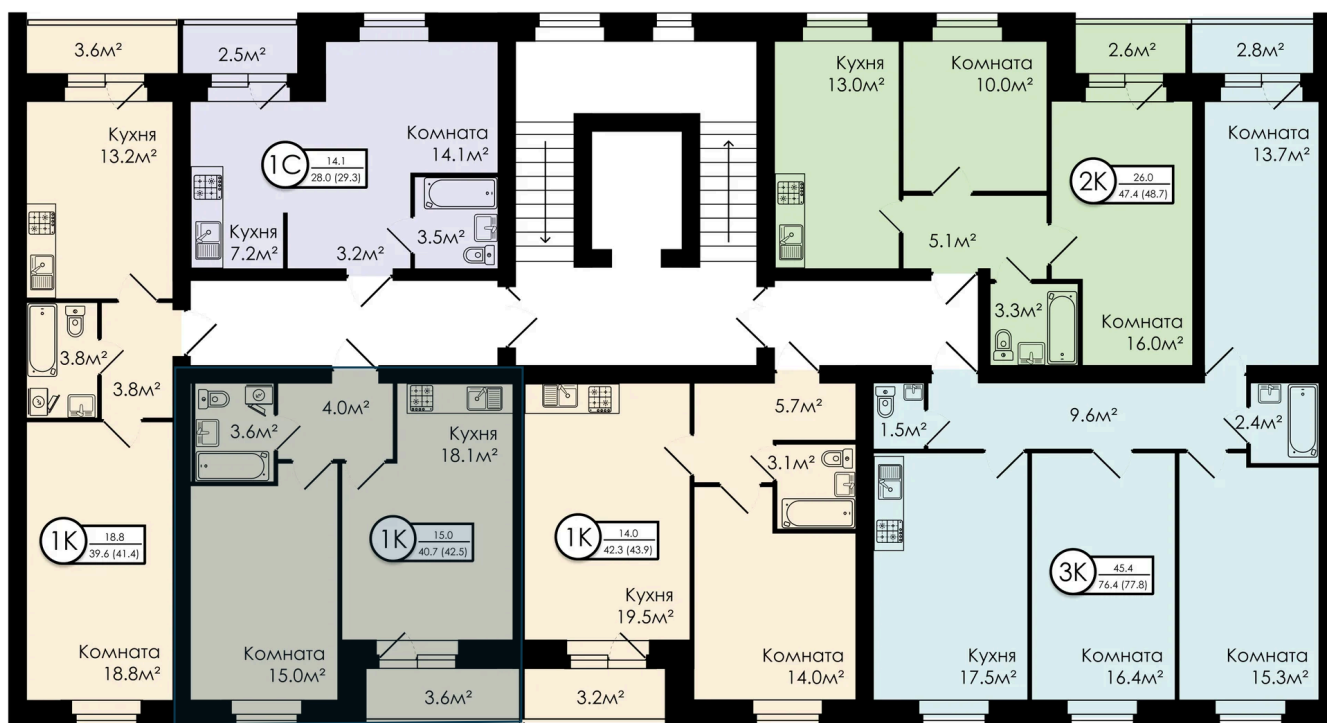 3.6м²
Кухня
13.2м²
3.8м²
3.8м²
1К
18.8
39.6 (41.4)
Комната
18.8м²
2.5м²
Комната
14.1м²
1С
14.1
28.0 (29.3)
Кухня
7.2м²
3.2м²
3.5м²
Кухня
13.0м²
Комната
10.0м²
2.6м²
2К
26.0
47.4 (48.7)
5.1м²
3.3м²
Комната
16.0м²
2.8м²
Комната
13.7м²
3.6м²
4.0м²
Кухня
18.1м²
1К
15.0
40.7 (42.5)
Комната
15.0м²
3.6м²
5.7м²
3.1м²
1К
14.0
42.3 (43.9)
Кухня
19.5м²
Комната
14.0м²
3.2м²
1.5м²
9.6м²
2.4м²
3К
45.4
76.4 (77.8)
Кухня
17.5м²
Комната
16.4м²
Комната
15.3м²